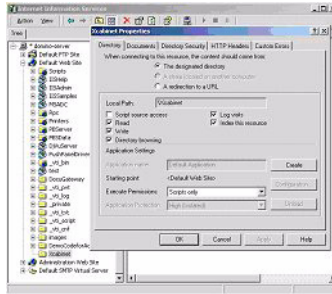 Internet Information Services
Action View
Tree
* domino-server
Default FTP Site
Default Web Site
Scripts
IISHelp
IISAdmin
IISSamples
MSADC
Rpc
Printers
PBServer
PBSData
_vti_bin
test
DocsGateway
_vti_pvt
_vti_log
_private
_vti_txt
_vti_script
_vti_cnf
images
Xcabinet
Administration Web Site
Default SMTP Virtual Server
Xcabinet Properties
Directory Documents Directory Security HTTP Headers Custom Errors
When connecting to this resource, the content should come from:
The designated directory
A share located on another computer
A redirection to a URL
Local Path: \Xcabinet
Script source access
Read
Write
Directory browsing
Log visits
Index this resource
Application Settings
Application name: Default Application
Create
Starting point: <Default Web Site>
Configuration...
Execute Permissions: Scripts only
Application Protection: High (Isolated)
Unload
OK Cancel Apply Help